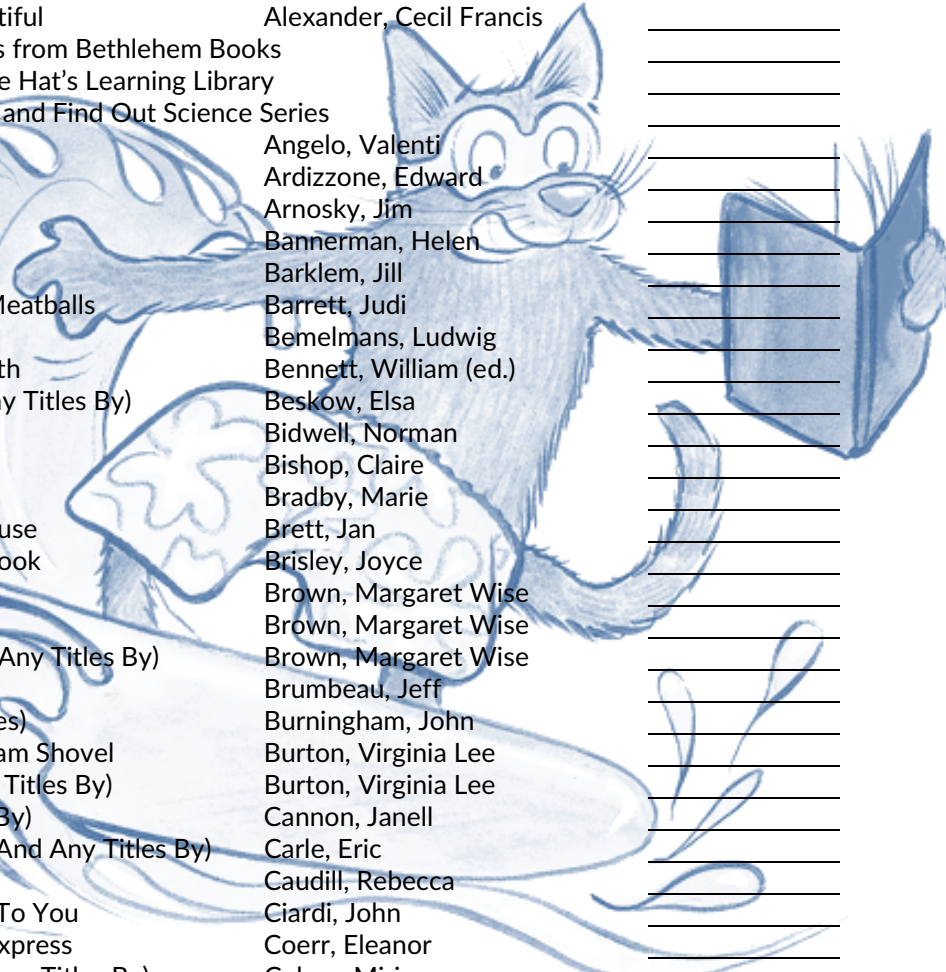 tiful Alexander, Cecil Francis
s from Bethlehem Books
e Hat's Learning Library
and Find Out Science Series
Angelo, Valenti
Ardizzone, Edward
Arnosky, Jim
Bannerman, Helen
Barklem, Jill
Meatballs Barrett, Judi
Bemelmans, Ludwig
th Bennett, William (ed.)
y Titles By) Beskow, Elsa
Bidwell, Norman
Bishop, Claire
Bradby, Marie
use Brett, Jan
ook Brisley, Joyce
Brown, Margaret Wise
Brown, Margaret Wise
Any Titles By) Brown, Margaret Wise
Brumbeau, Jeff
es) Burningham, John
am Shovel Burton, Virginia Lee
Titles By) Burton, Virginia Lee
By) Cannon, Janell
And Any Titles By) Carle, Eric
Caudill, Rebecca
To You Ciardi, John
xpress Coerr, Eleanor